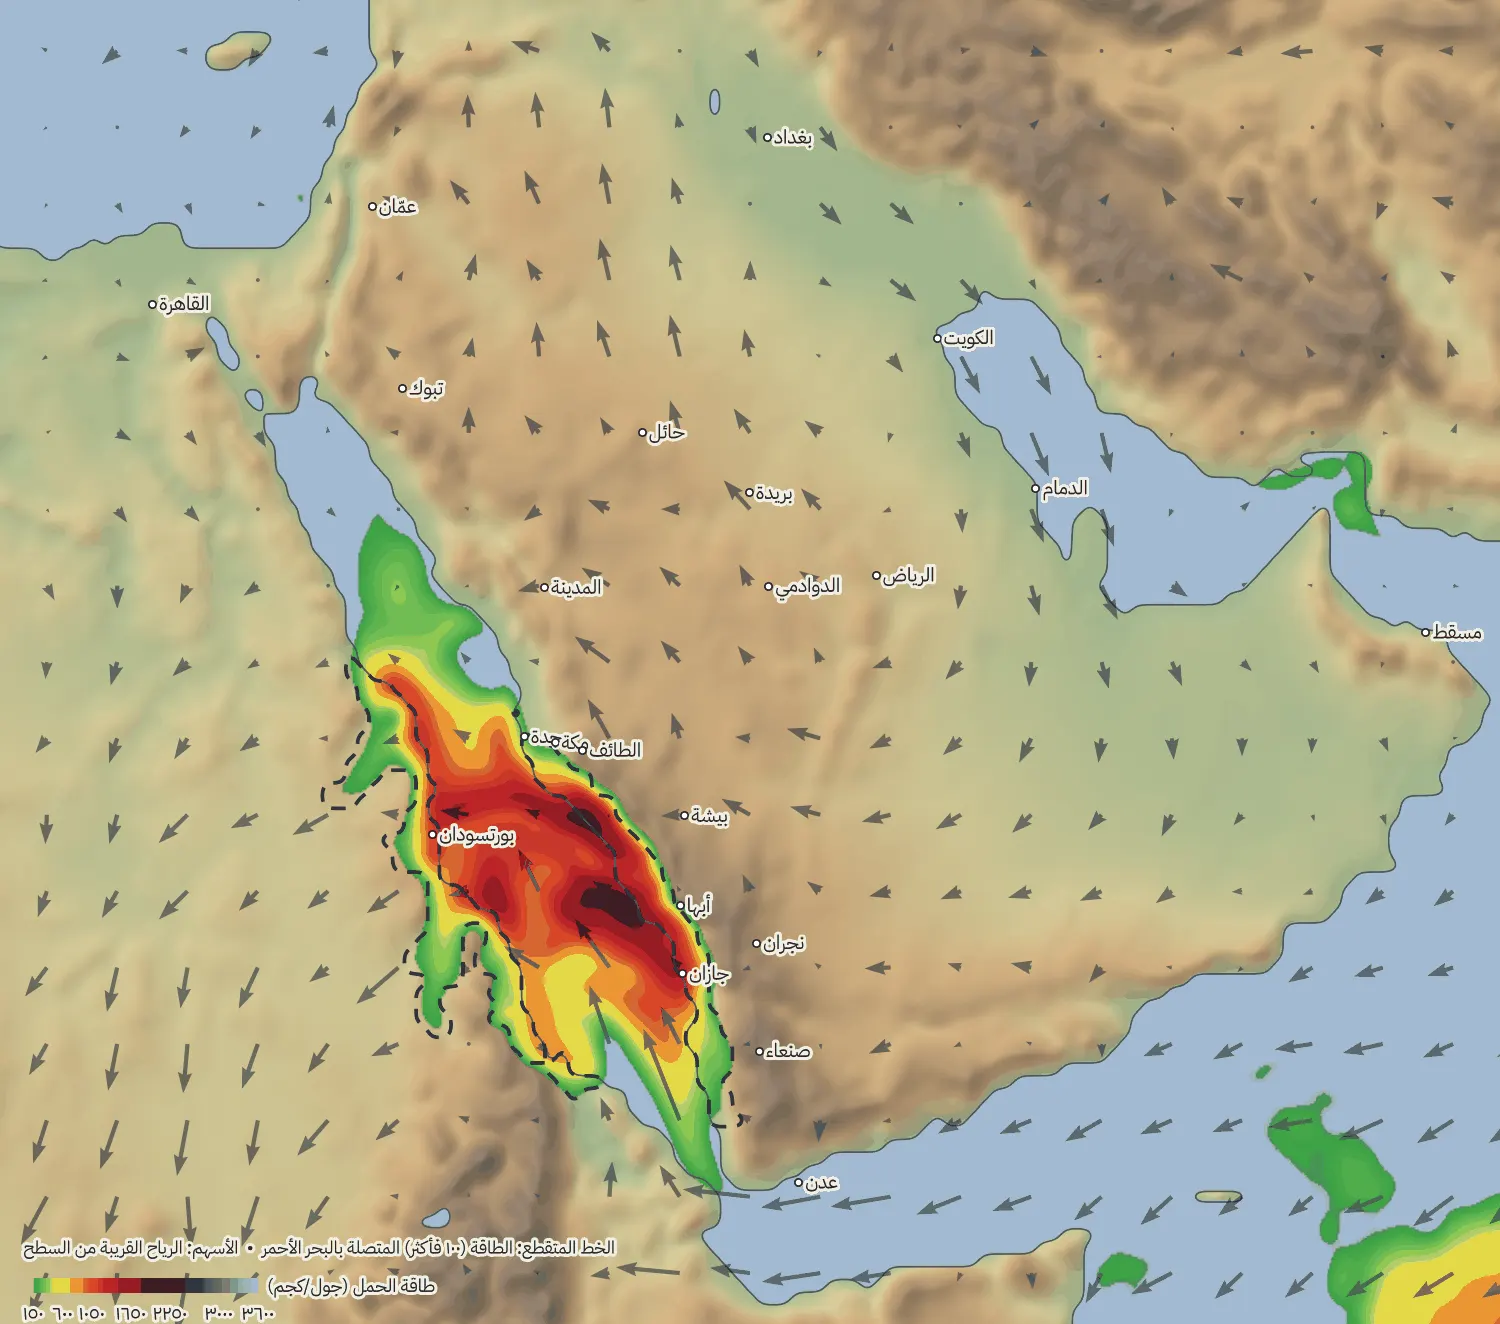 بغداد
عمّان
القاهرة
الكويت
تبوك
حائل
الدمام
بريدة
الرياض
الدوادمي
المدينة
مسقط
جدة
مكة
الطائف
بيشة
بورتسودان
أبها
نجران
جازان
صنعاء
عدن
الخط المتقطع: الطاقة (١٠٠ فأكثر) المتصلة بالبحر الأحمر • الأسهم: الرياح القريبة من السطح
طاقة الحمل (جول/كجم)
١٥٠ ٦٠٠ ١٠٥٠ ١٦٥٠ ٢٢٥٠ ٣٠٠٠ ٣٦٠٠